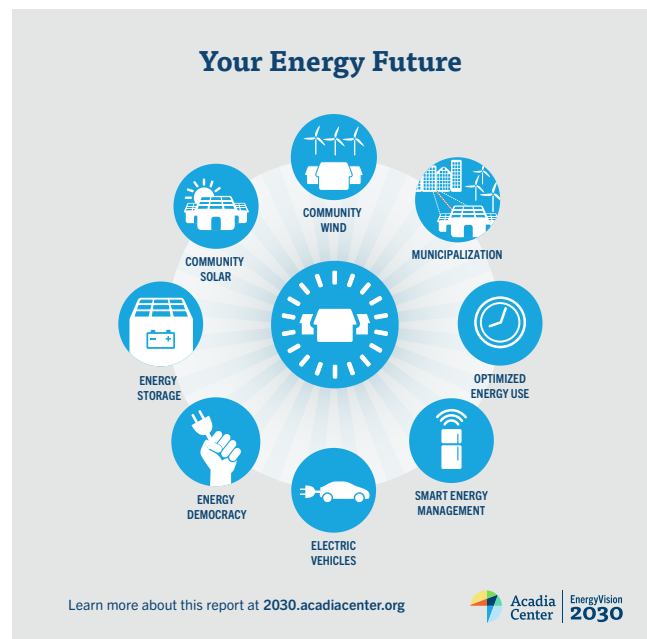 Your Energy Future
COMMUNITY
WIND
MUNICIPALIZATION
COMMUNITY
SOLAR
OPTIMIZED
ENERGY USE
ENERGY
STORAGE
SMART ENERGY
MANAGEMENT
ENERGY
DEMOCRACY
ELECTRIC
VEHICLES
Learn more about this report at 2030.acadiacenter.org
Acadia
Center
EnergyVision
2030